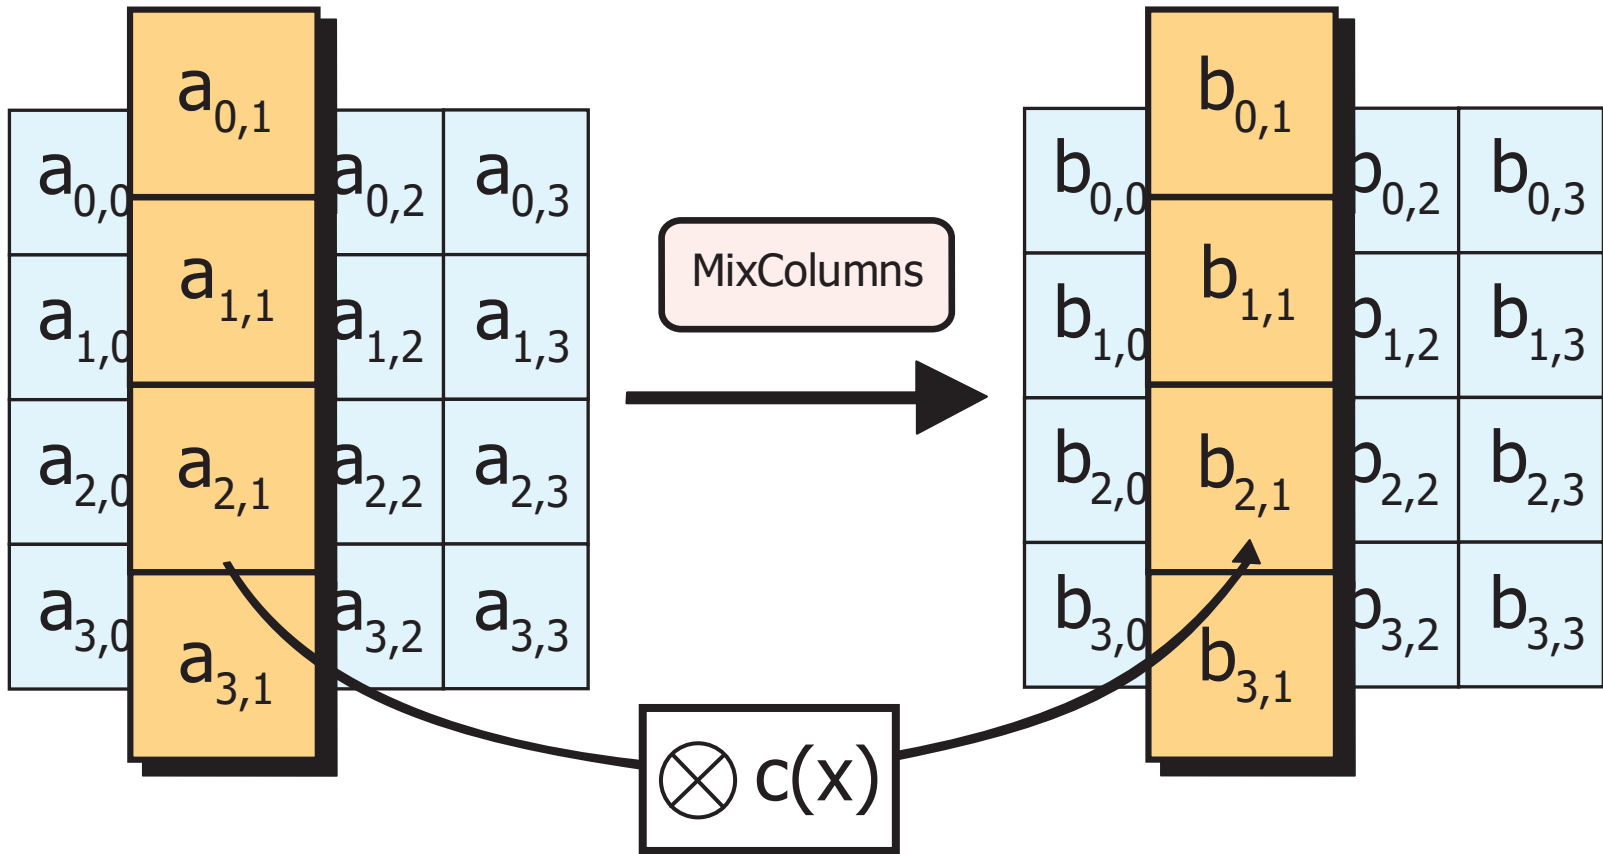 a0,1
a0,0 a0,2 a0,3
a1,1
a1,0 a1,2 a1,3
a2,1
a2,0 a2,2 a2,3
a3,1
a3,0 a3,2 a3,3
MixColumns
b0,1
b0,0 b0,2 b0,3
b1,1
b1,0 b1,2 b1,3
b2,1
b2,0 b2,2 b2,3
b3,1
b3,0 b3,2 b3,3
⊗ c(x)